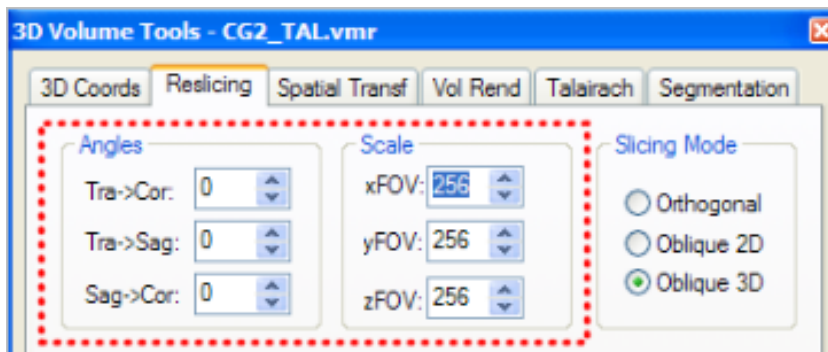 3D Volume Tools - CG2_TAL.vmr
3D Coords Reslicing Spatial Transf Vol Rend Talairach Segmentation
Angles Scale Slicing Mode
Tra->Cor: 0 xFOV: 256 Orthogonal
Tra->Sag: 0 yFOV: 256 Oblique 2D
Sag->Cor: 0 zFOV: 256 Oblique 3D